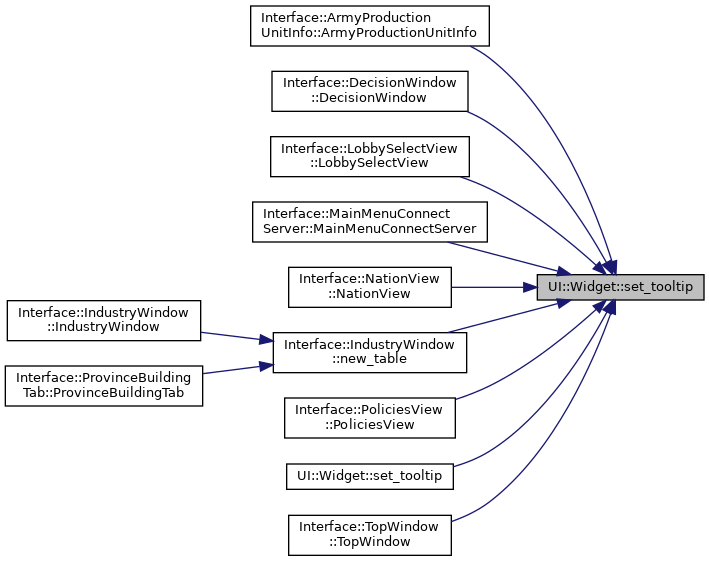 Interface::ArmyProduction
UnitInfo::ArmyProductionUnitInfo
Interface::DecisionWindow
::DecisionWindow
Interface::LobbySelectView
::LobbySelectView
Interface::MainMenuConnect
Server::MainMenuConnectServer
Interface::NationView
::NationView
UI::Widget::set_tooltip
Interface::IndustryWindow
::IndustryWindow
Interface::IndustryWindow
::new_table
Interface::ProvinceBuilding
Tab::ProvinceBuildingTab
Interface::PoliciesView
::PoliciesView
UI::Widget::set_tooltip
Interface::TopWindow
::TopWindow